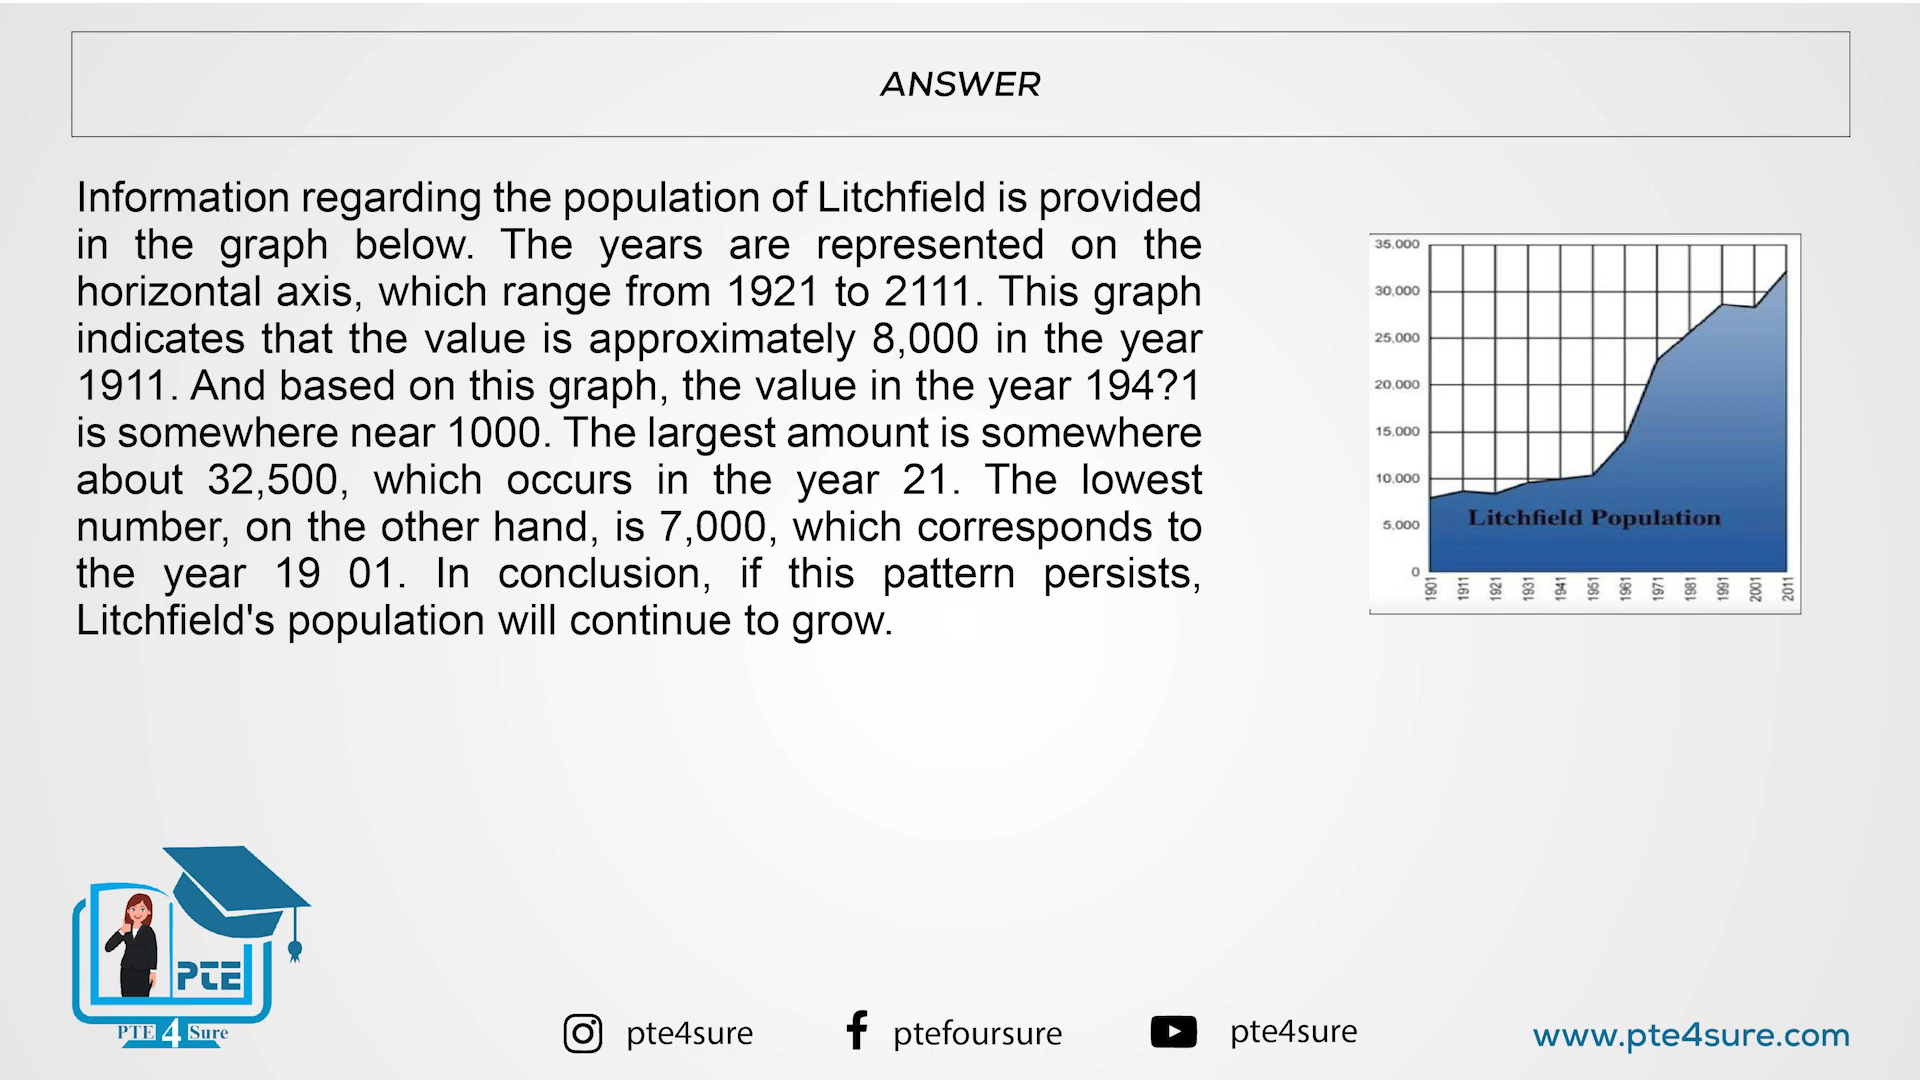 ANSWER
Information regarding the population of Litchfield is provided
in the graph below. The years are represented on the
horizontal axis, which range from 1921 to 2111. This graph
indicates that the value is approximately 8,000 in the year
1911. And based on this graph, the value in the year 194?1
is somewhere near 1000. The largest amount is somewhere
about 32,500, which occurs in the year 21. The lowest
number, on the other hand, is 7,000, which corresponds to
the year 19 01. In conclusion, if this pattern persists,
Litchfield's population will continue to grow.
35,000
30,000
25,000
20,000
15,000
10,000
5,000
0
Litchfield Population
1901 1911 1921 1931 1941 1951 1961 1971 1981 1991 2001 2011
PTE
PTE 4 Sure
pte4sure
ptefoursure
pte4sure
www.pte4sure.com